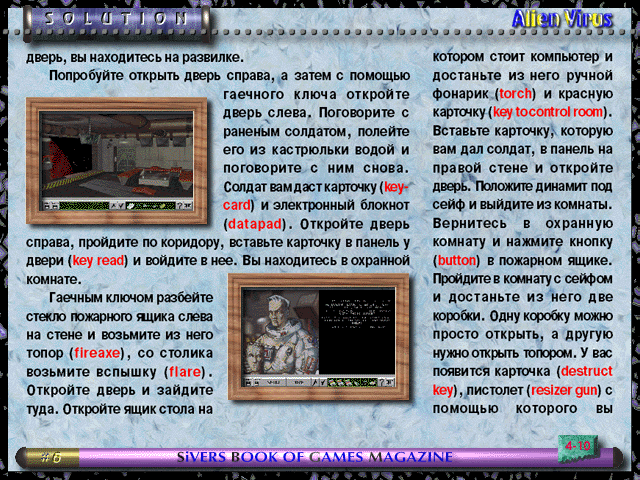 SOLUTION
Alien Virus
дверь, вы находитесь на развилке.
Попробуйте открыть дверь справа, а затем с помощью
гаечного ключа откройте
дверь слева. Поговорите с
раненым солдатом, полейте
его из кастрюльки водой и
поговорите с ним снова.
Солдат вам даст карточку (key-
card) и электронный блокнот
(datapad). Откройте дверь
справа, пройдите по коридору, вставьте карточку в панель у
двери (key read) и войдите в нее. Вы находитесь в охранной
комнате.
Гаечным ключом разбейте
стекло пожарного ящика слева
на стене и возьмите из него
топор (fireaxe), со столика
возьмите вспышку (flare).
Откройте дверь и зайдите
туда. Откройте ящик стола на
котором стоит компьютер и
достаньте из него ручной
фонарик (torch) и красную
карточку (key to control room).
Вставьте карточку, которую
вам дал солдат, в панель на
правой стене и откройте
дверь. Положите динамит под
сейф и выйдите из комнаты.
Вернитесь в охранную
комнату и нажмите кнопку
(button) в пожарном ящике.
Пройдите в комнату с сейфом
и достаньте из него две
коробки. Одну коробку можно
просто открыть, а другую
нужно открыть топором. У вас
появится карточка (destruct
key), пистолет (resizer gun) с
помощью которого вы
#6
SIVERS BOOK OF GAMES MAGAZINE
4-10